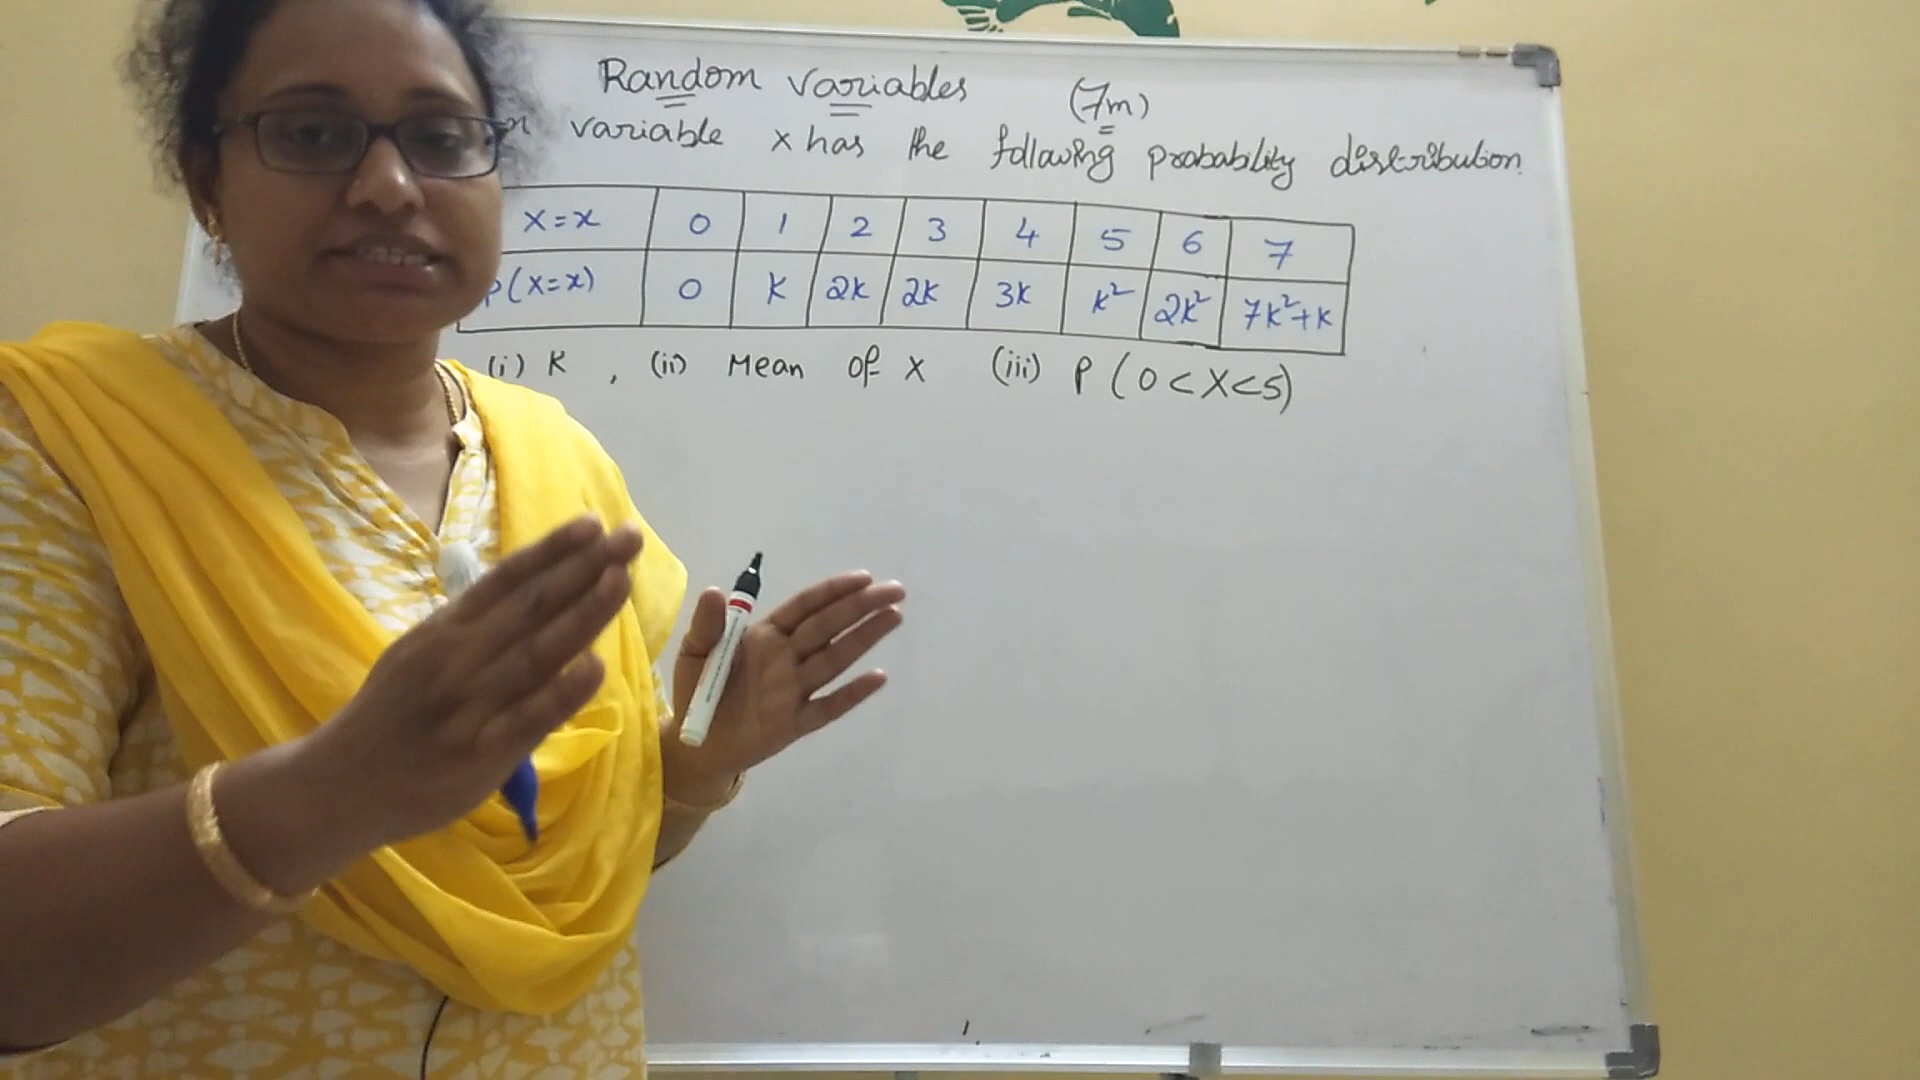 Random variables (7m)
variable x has the following probability distribution.
X=x 0 1 2 3 4 5 6 7
P(X=x) 0 K 2K 2K 3K K² 2K² 7K²+K
(i) K , (ii) Mean of X (iii) P(0<X<5)